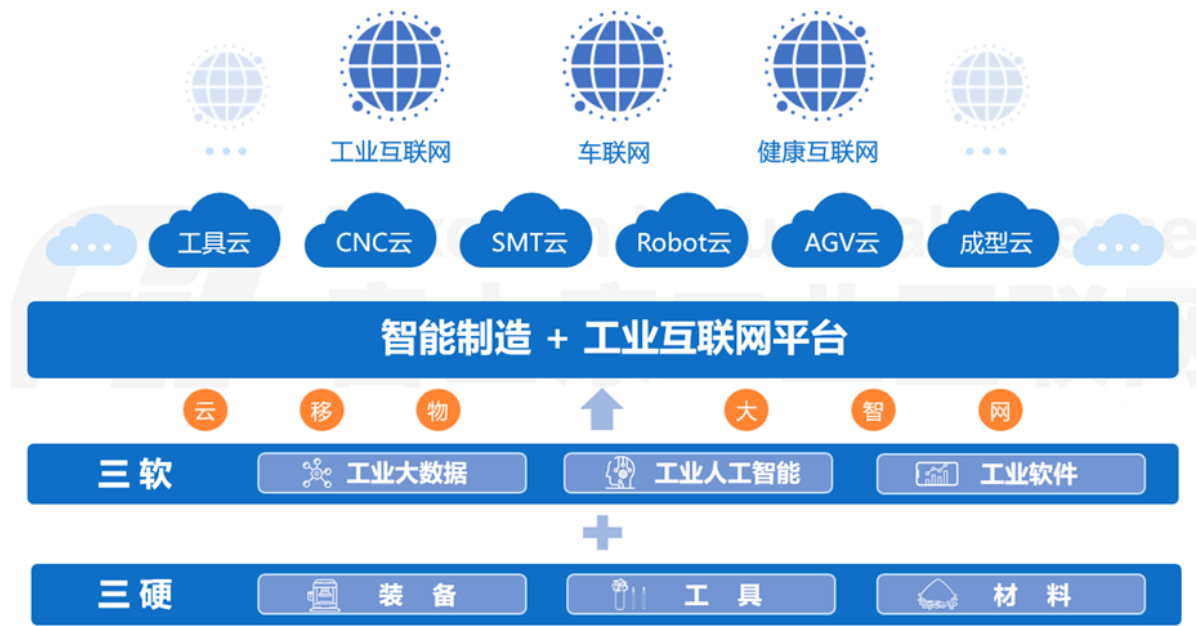 工业互联网 车联网 健康互联网
工具云 CNC云 SMT云 Robot云 AGV云 成型云
智能制造 + 工业互联网平台
云 移 物 大 智 网
三软 工业大数据 工业人工智能 工业软件
三硬 装备 工具 材料